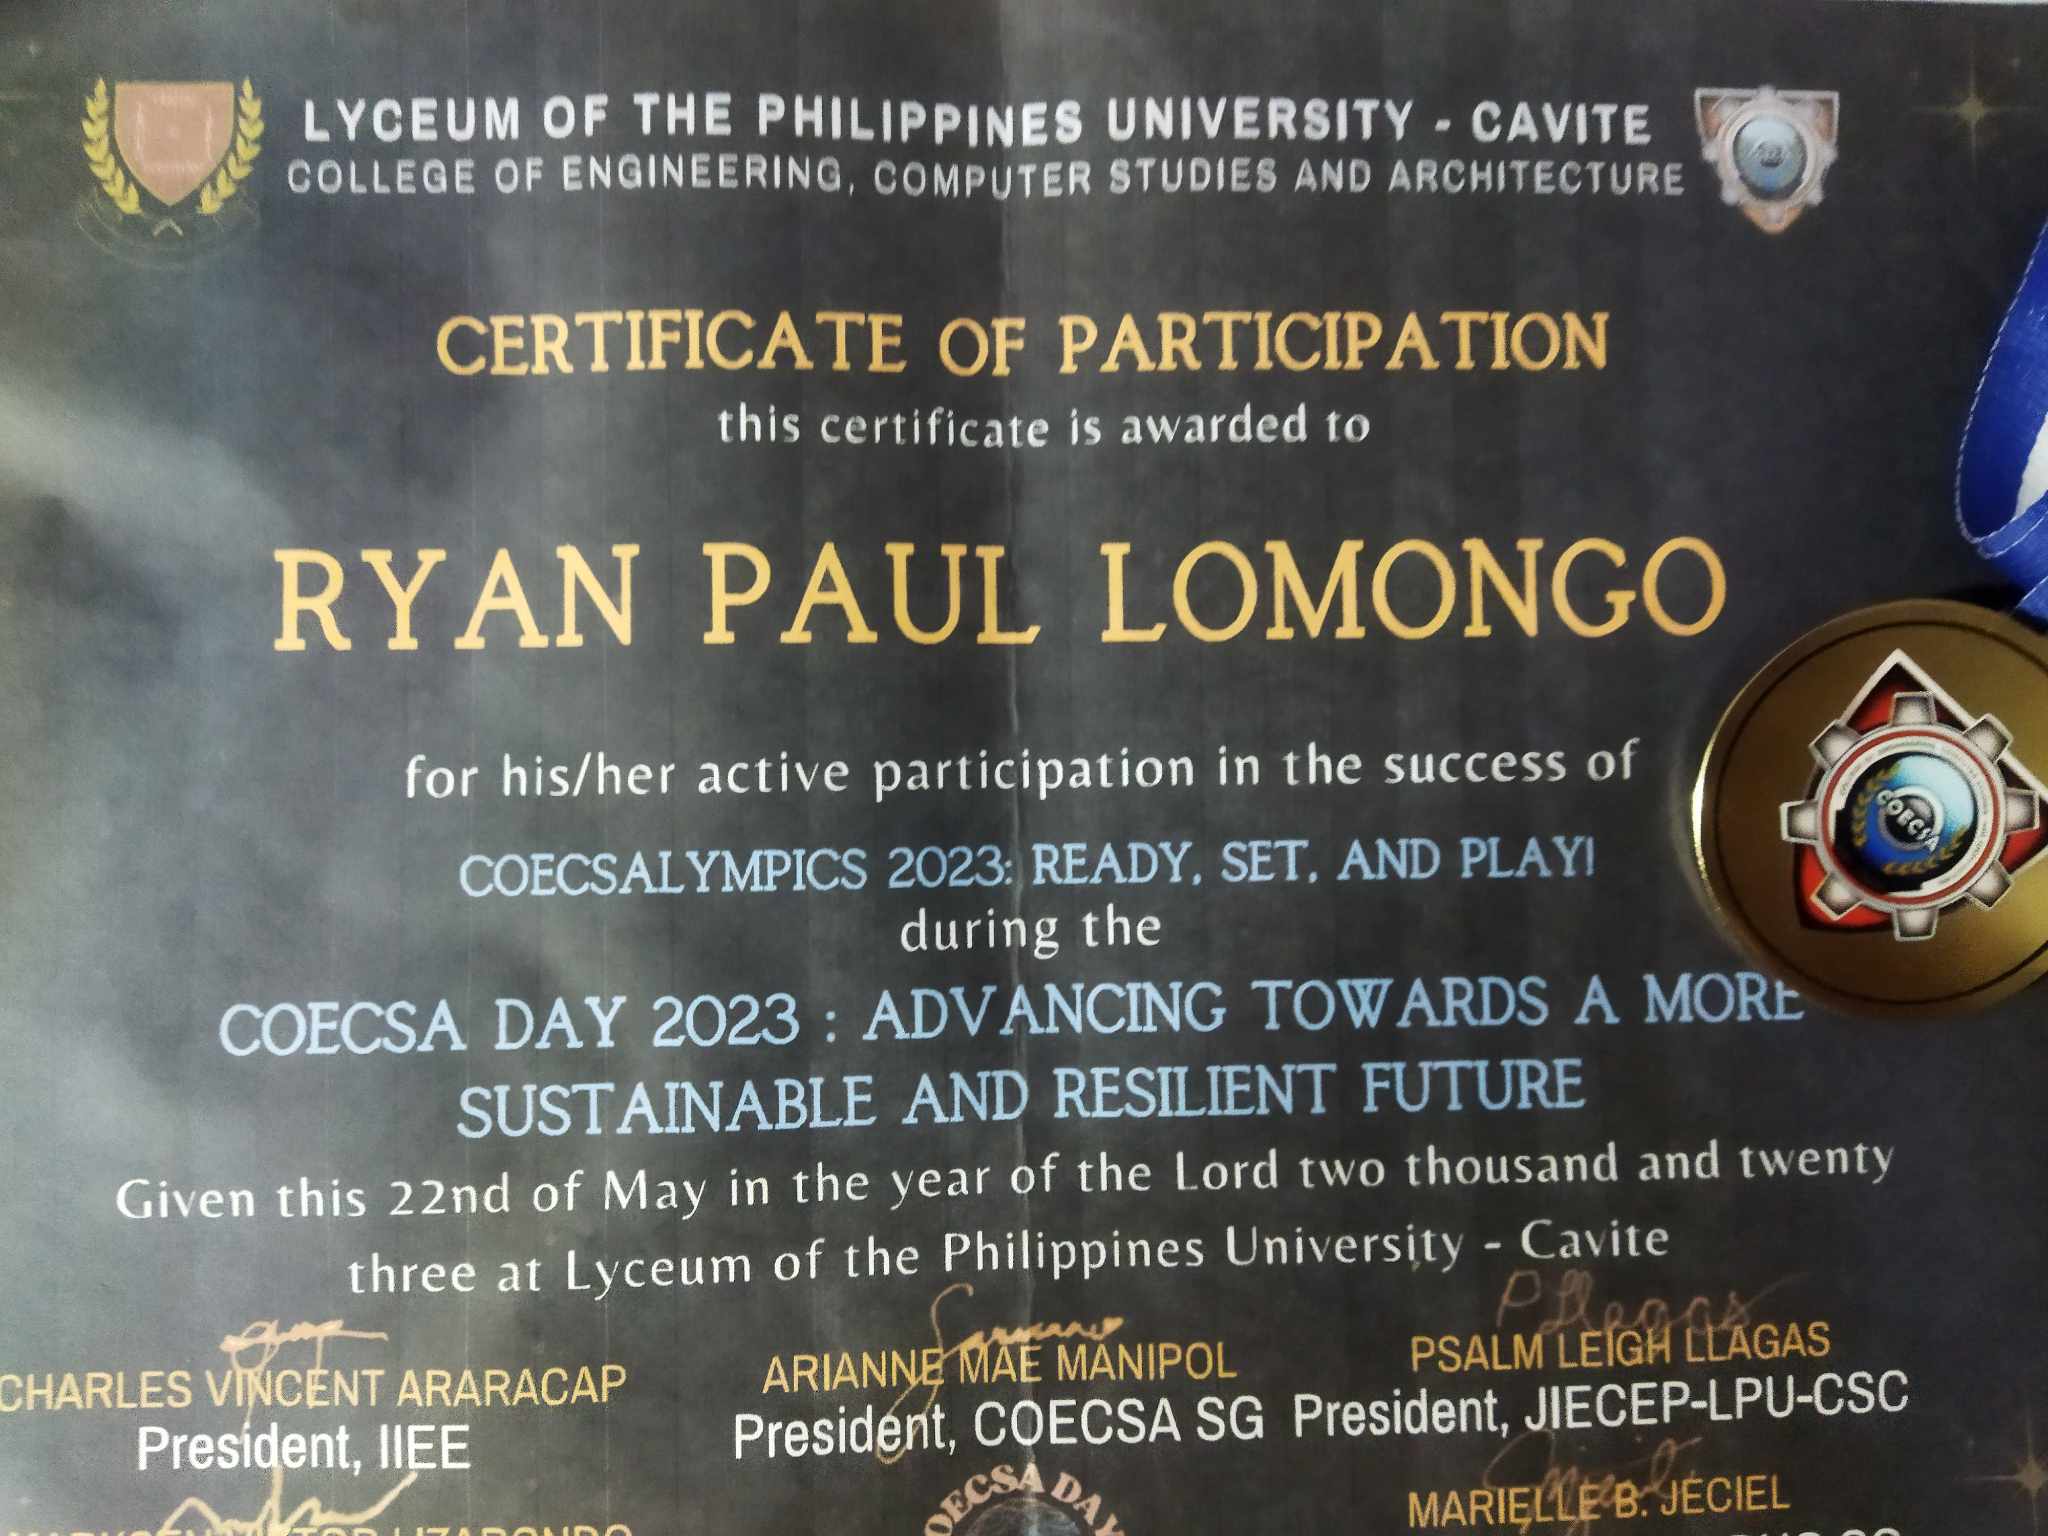 LYCEUM OF THE PHILIPPINES UNIVERSITY - CAVITE
COLLEGE OF ENGINEERING, COMPUTER STUDIES AND ARCHITECTURE
CERTIFICATE OF PARTICIPATION
this certificate is awarded to
RYAN PAUL LOMONGO
for his/her active participation in the success of
COECSALYMPICS 2023: READY, SET, AND PLAY!
during the
COECSA DAY 2023 : ADVANCING TOWARDS A MORE
SUSTAINABLE AND RESILIENT FUTURE
Given this 22nd of May in the year of the Lord two thousand and twenty
three at Lyceum of the Philippines University - Cavite
CHARLES VINCENT ARARACAP
President, IIEE
ARIANNE MAE MANIPOL
President, COECSA SG
PSALM LEIGH LLAGAS
President, JIECEP-LPU-CSC
COECSA DAY
MARIELLE B. JECIEL
COECSA